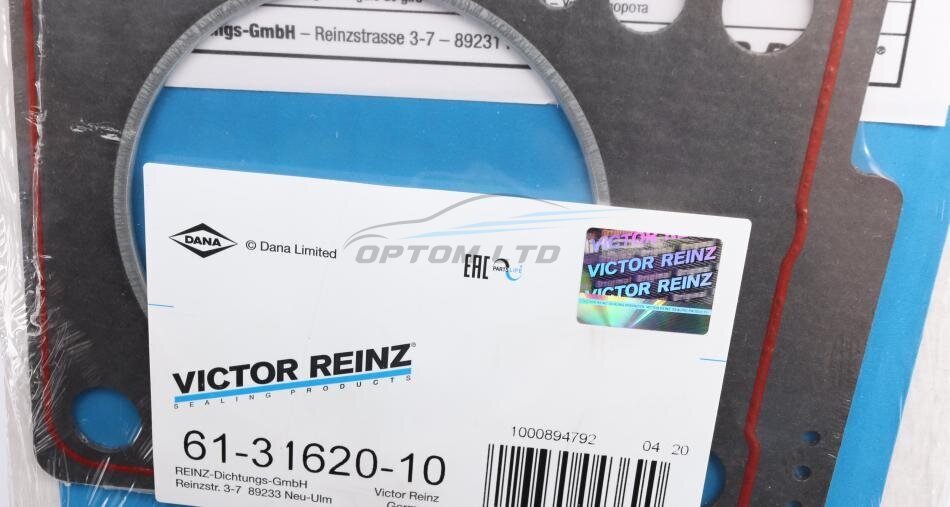 ngs-GmbH – Reinzstrasse 3-7 – 89231
DANA
© Dana Limited
OPTOM LTD
EAC
PARTSLIFE
VICTOR REINZ
VICTOR REINZ
VICTOR REINZ®
SEALING PRODUCTS
61-31620-10
REINZ-Dichtungs-GmbH
Reinzstr. 3-7 89233 Neu-Ulm
Victor Reinz
1000894792
04 20